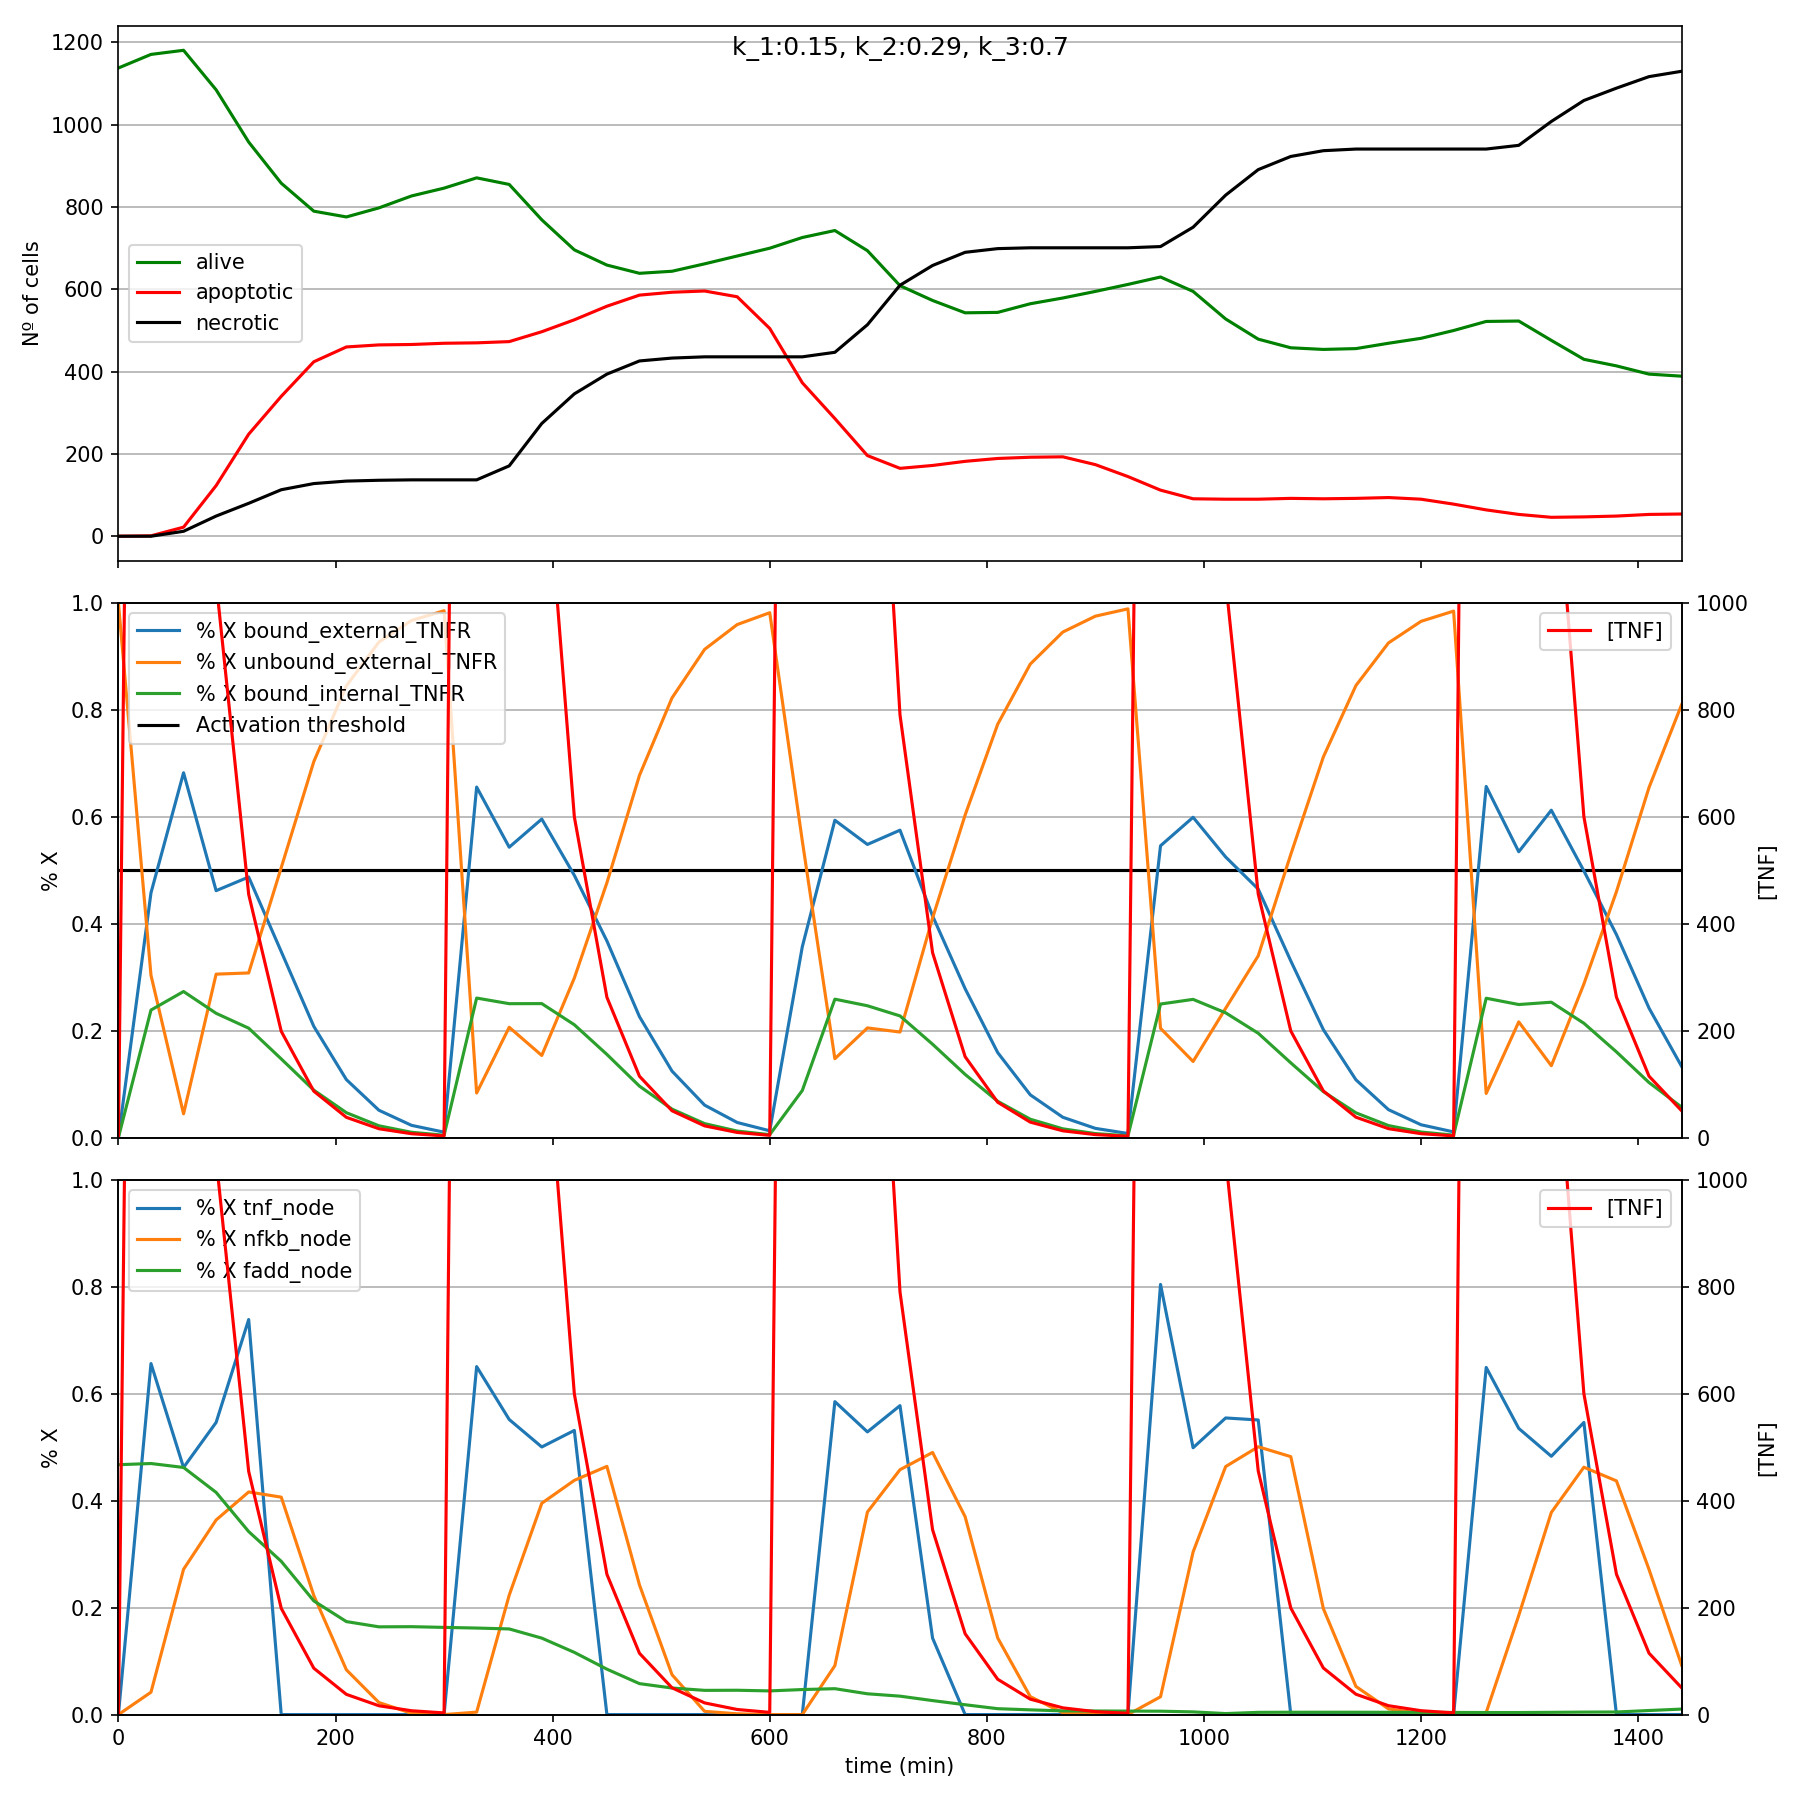 k_1:0.15, k_2:0.29, k_3:0.7
1200
1000
800
600
400
200
0
Nº of cells
alive
apoptotic
necrotic
1.0
0.8
0.6
0.4
0.2
0.0
% X
% X bound_external_TNFR
% X unbound_external_TNFR
% X bound_internal_TNFR
Activation threshold
[TNF]
1000
800
600
400
200
0
[TNF]
1.0
0.8
0.6
0.4
0.2
0.0
% X
% X tnf_node
% X nfkb_node
% X fadd_node
[TNF]
1000
800
600
400
200
0
[TNF]
0 200 400 600 800 1000 1200 1400
time (min)